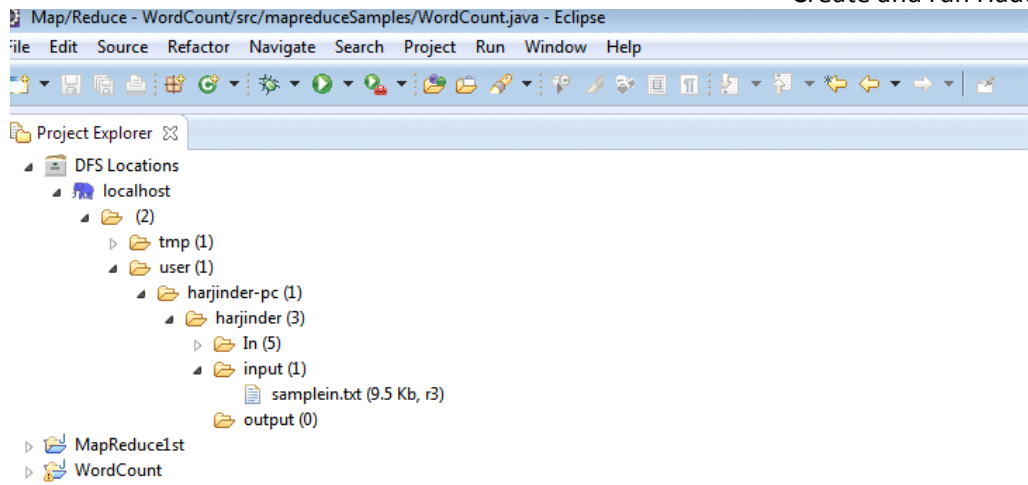 Map/Reduce - WordCount/src/mapreduceSamples/WordCount.java - Eclipse
File Edit Source Refactor Navigate Search Project Run Window Help
Project Explorer
DFS Locations
localhost
(2)
tmp (1)
user (1)
harjinder-pc (1)
harjinder (3)
In (5)
input (1)
samplein.txt (9.5 Kb, r3)
output (0)
MapReduce1st
WordCount